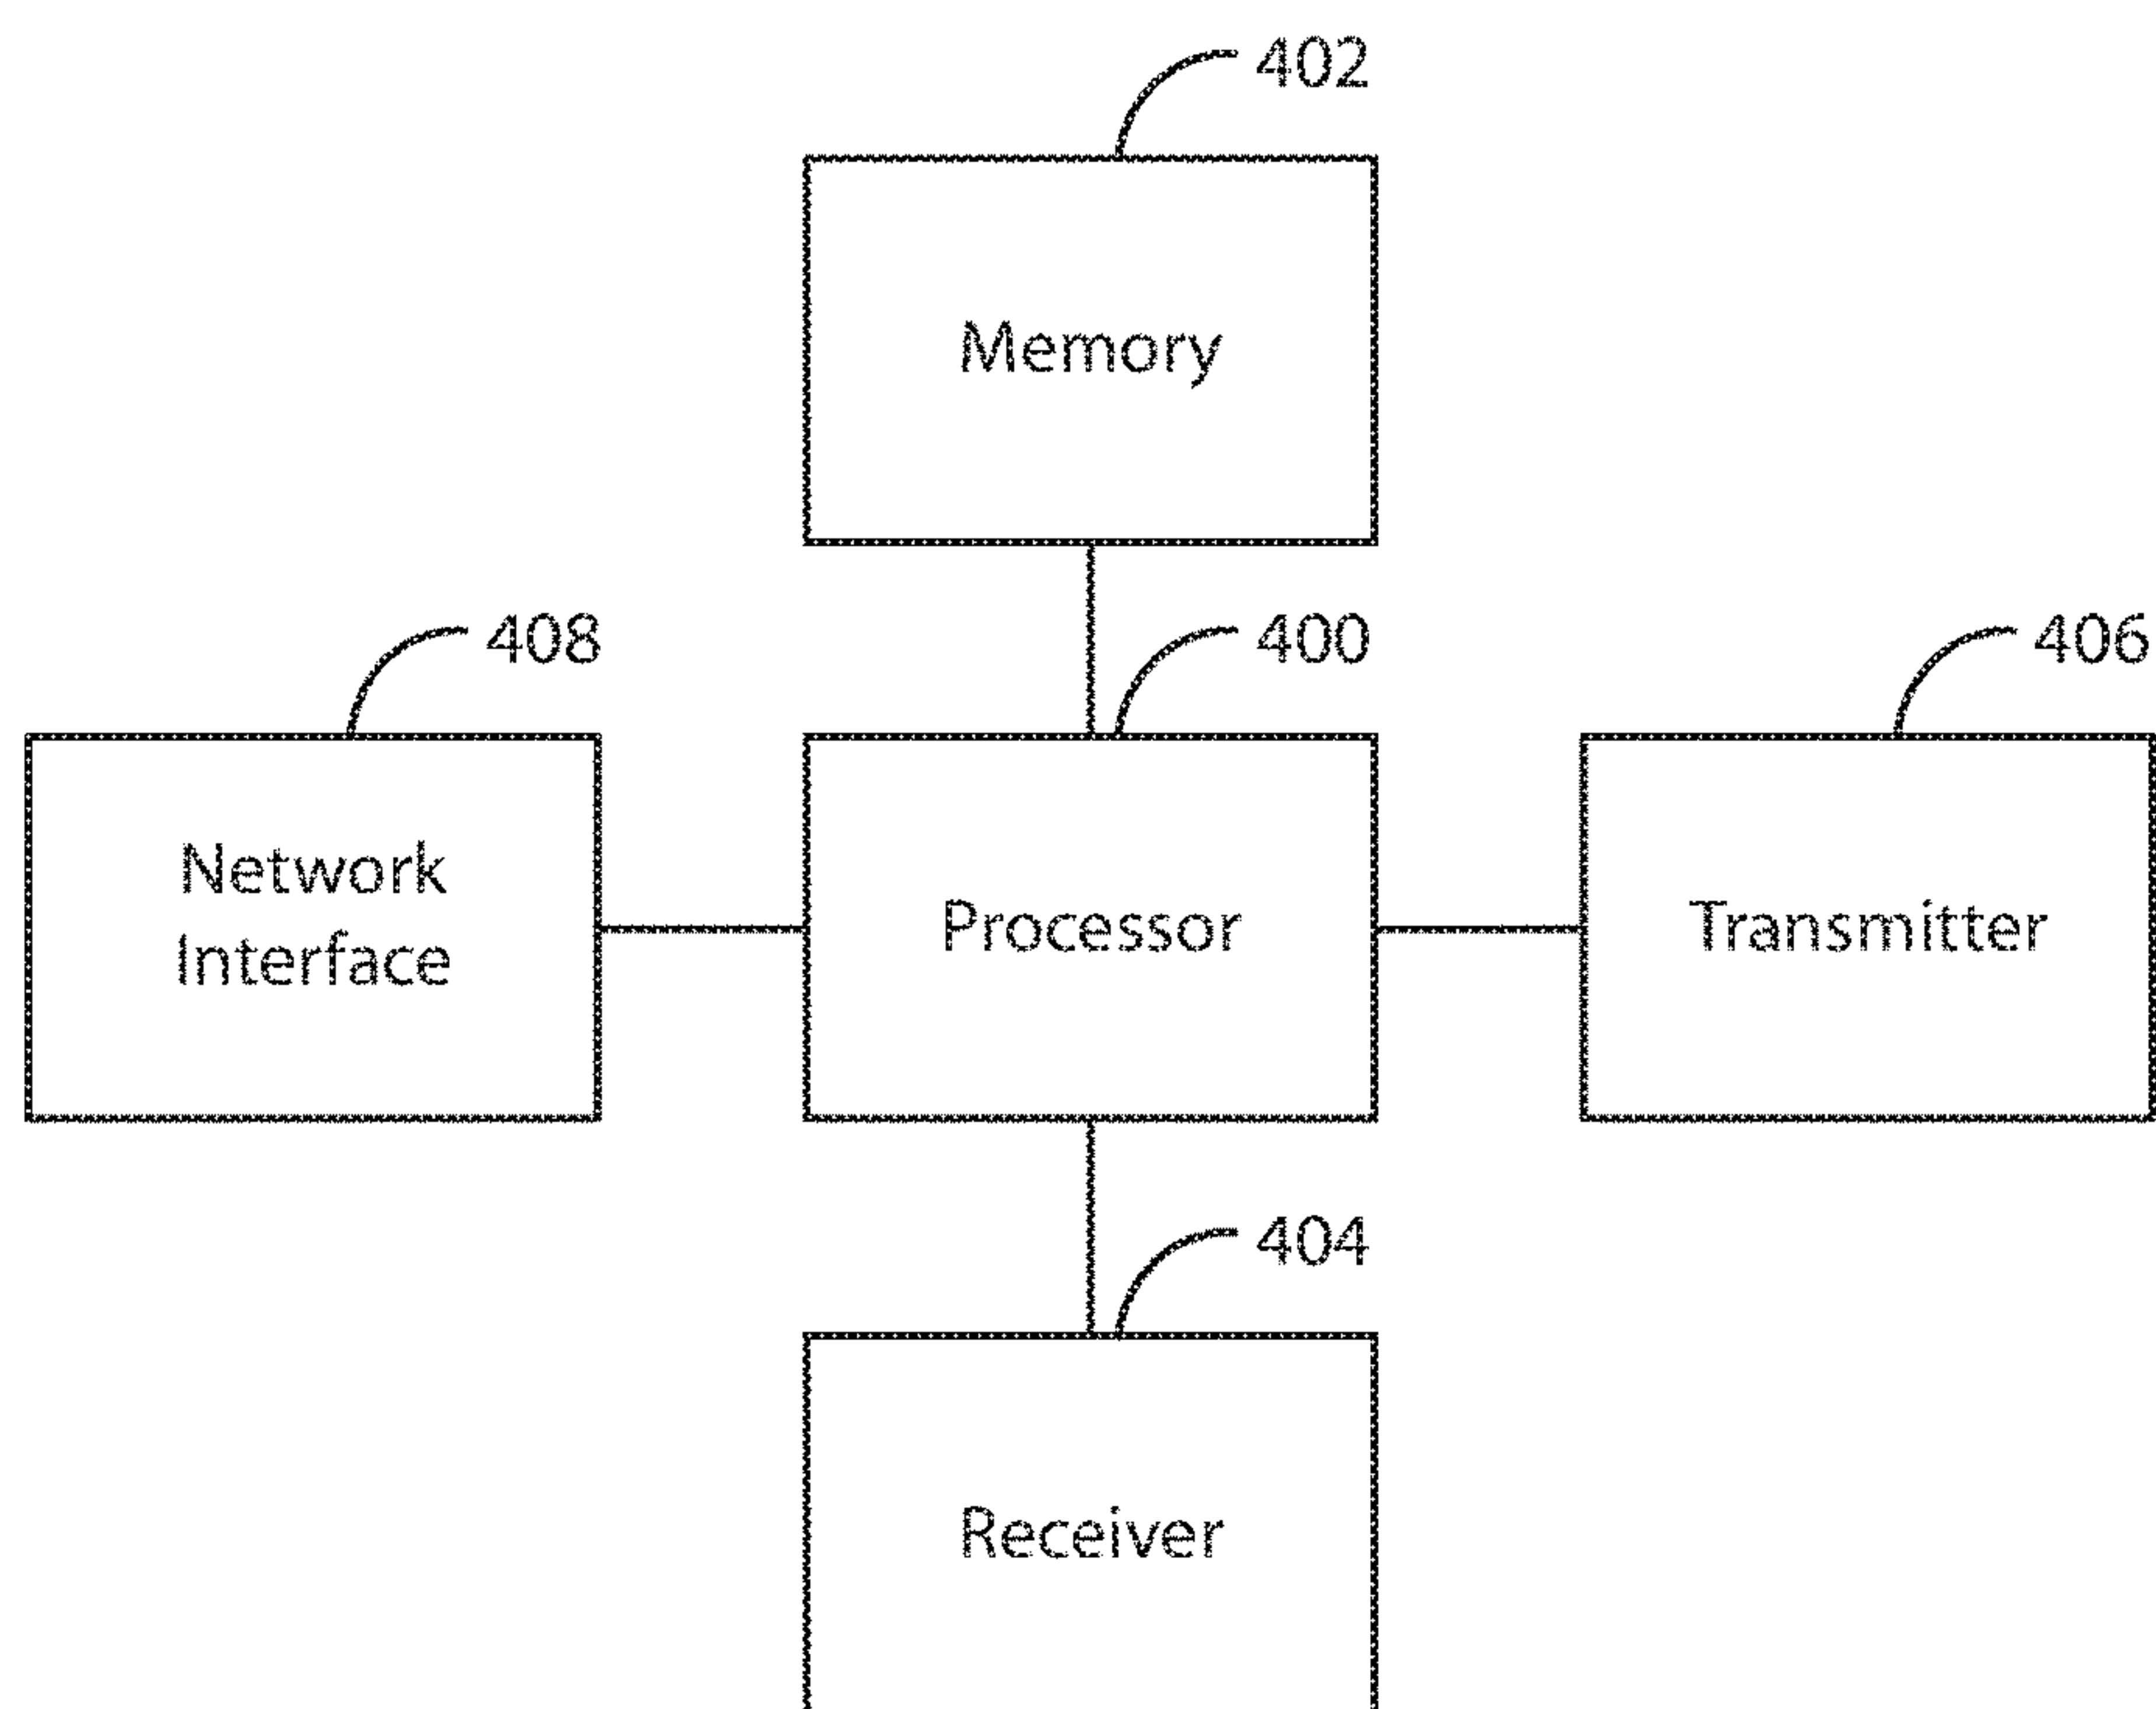 402
Memory
408
400
406
Network
Interface
Processor
Transmitter
404
Receiver